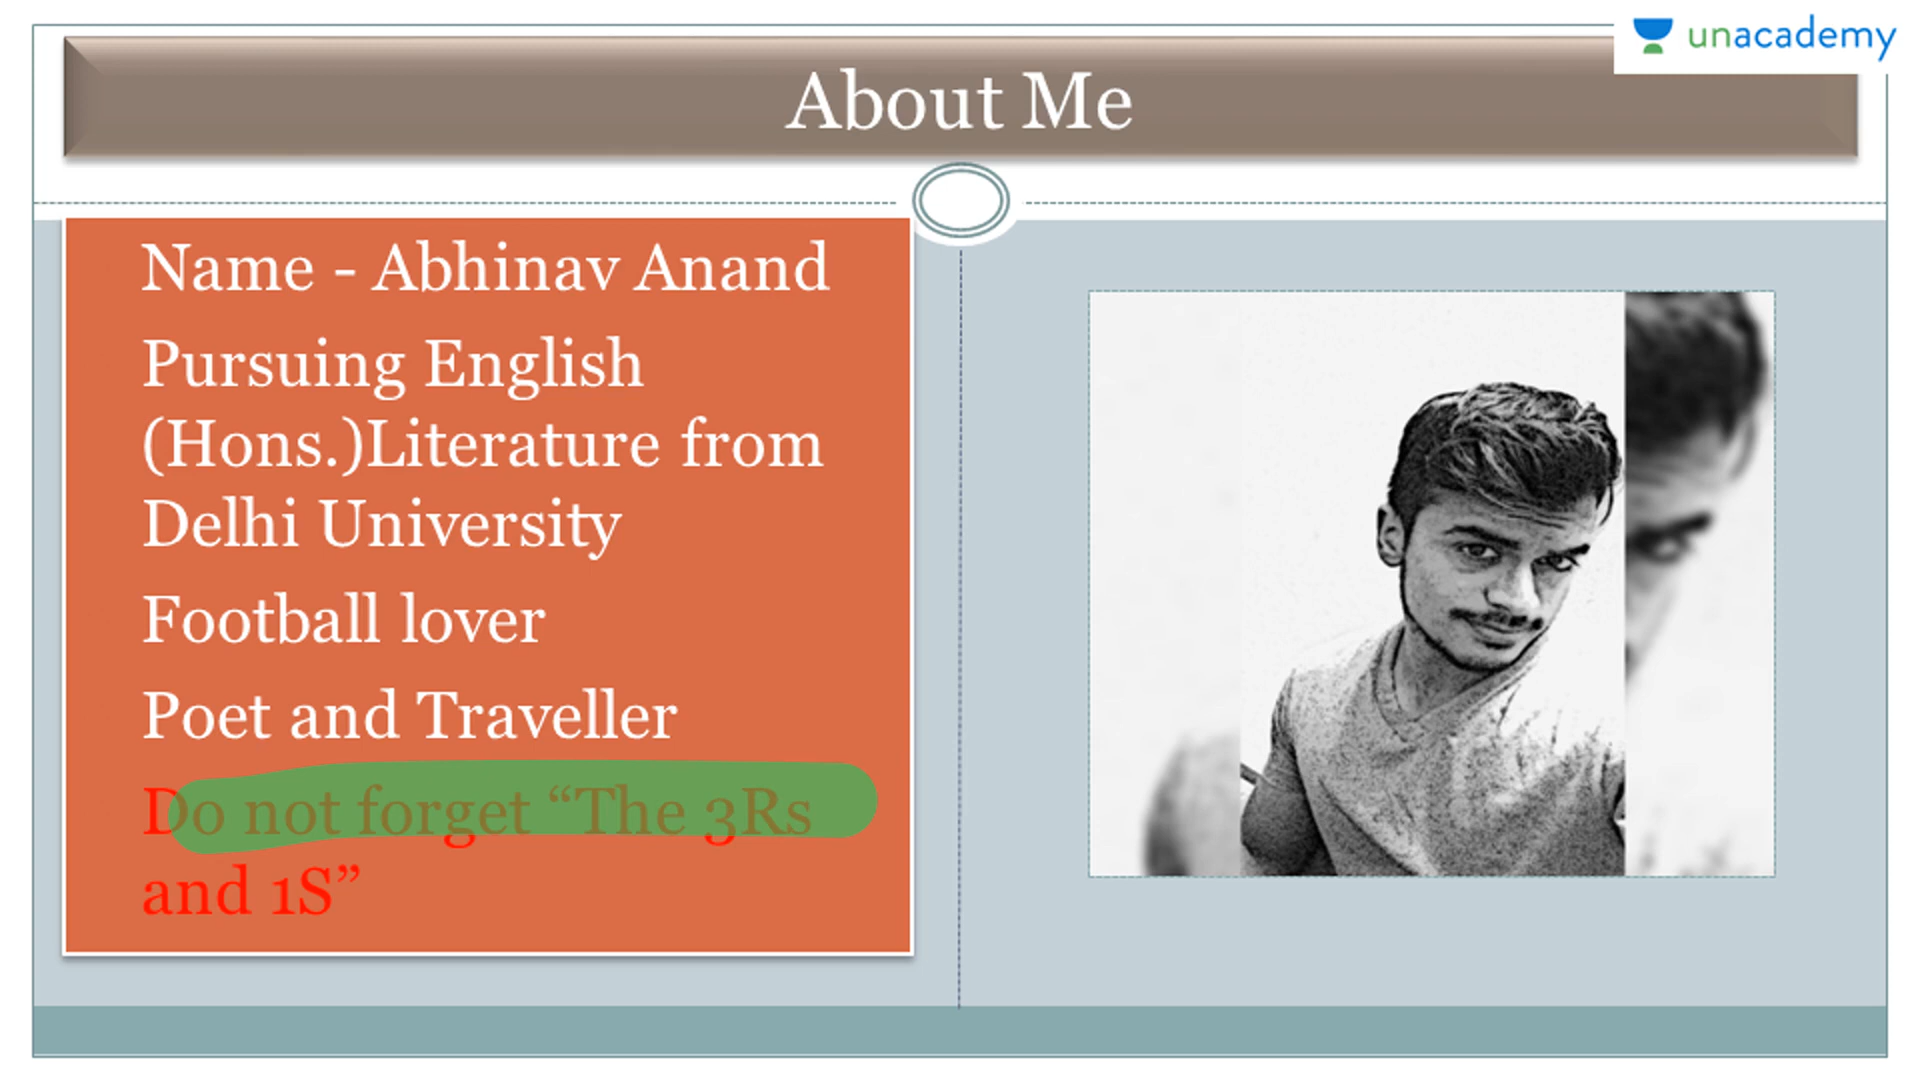 unacademy
About Me
Name - Abhinav Anand
Pursuing English
(Hons.)Literature from
Delhi University
Football lover
Poet and Traveller
Do not forget “The 3Rs
and 1S”